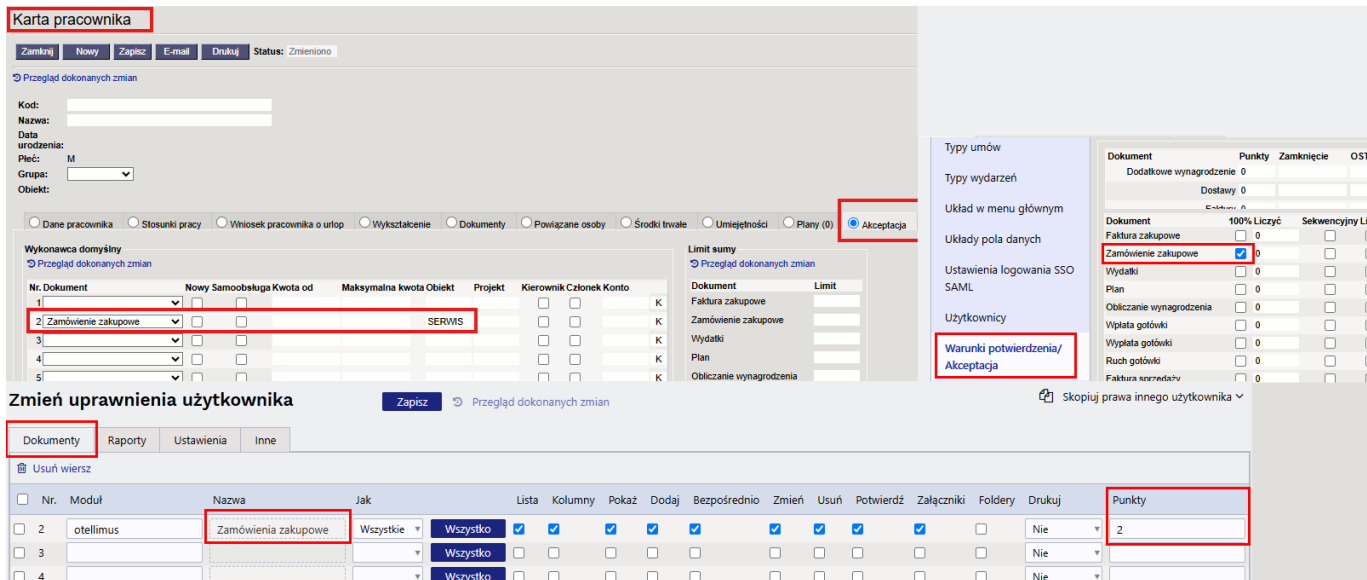 Karta pracownika
Zamknij Nowy Zapisz E-mail Drukuj Status: Zmieniono
Przegląd dokonanych zmian
Kod:
Nazwa:
Data
urodzenia:
Płeć: M
Grupa:
Obiekt:
Dane pracownika Stosunki pracy Wniosek pracownika o urlop Wykształcenie Dokumenty Powiązane osoby Środki trwałe Umiejętności Plany (0) Akceptacja
Wykonawca domyślny
Przegląd dokonanych zmian
Nr. Dokument Nowy Samoobsługa Kwota od Maksymalna kwota Obiekt Projekt Kierownik Członek Konto
1 K
2 Zamówienie zakupowe SERWIS K
3 K
4 K
5 K
Limit sumy
Przegląd dokonanych zmian
Dokument Limit
Faktura zakupowe
Zamówienie zakupowe
Wydatki
Plan
Obliczanie wynagrodzenia
Typy umów
Typy wydarzeń
Układ w menu głównym
Układy pola danych
Ustawienia logowania SSO
SAML
Użytkownicy
Warunki potwierdzenia/
Akceptacja
Dokument Punkty Zamknięcie OST
Dodatkowe wynagrodzenie 0
Dostawy 0
Faktury 0
Dokument 100% Liczyć Sekwencyjny Li
Faktura zakupowe 0
Zamówienie zakupowe 0
Wydatki 0
Plan 0
Obliczanie wynagrodzenia 0
Wpłata gotówki 0
Wypłata gotówki 0
Ruch gotówki 0
Faktura sprzedaży 0
Zmień uprawnienia użytkownika Zapisz Przegląd dokonanych zmian Skopiuj prawa innego użytkownika
Dokumenty Raporty Ustawienia Inne
Usuń wiersz
Nr. Moduł Nazwa Jak Lista Kolumny Pokaż Dodaj Bezpośrednio Zmień Usuń Potwierdź Załączniki Foldery Drukuj Punkty
2 otellimus Zamówienia zakupowe Wszystkie Wszystko Nie 2
3 Wszystko Nie
4 Wszystko Nie